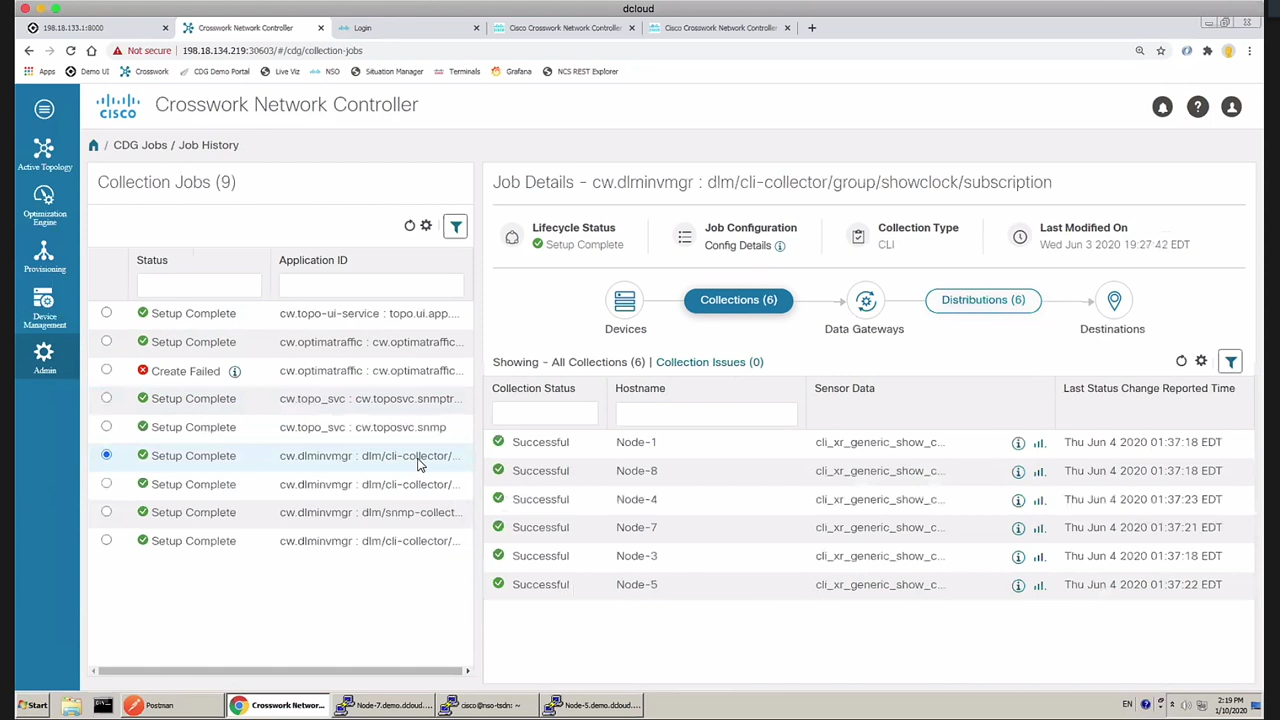 dcloud
198.18.133.1:8000
Crosswork Network Controller
Login
Cisco Crosswork Network Controller
Cisco Crosswork Network Controller
Not secure | 198.18.134.219:30603/#/cdg/collection-jobs
Apps Demo UI Crosswork CDG Demo Portal Live Viz NSO Situation Manager Terminals Grafana NCS REST Explorer
CISCO Crosswork Network Controller
Active Topology
Optimization Engine
Provisioning
Device Management
Admin
/ CDG Jobs / Job History
Collection Jobs (9)
Status Application ID
Setup Complete cw.topo-ui-service : topo.ui.app....
Setup Complete cw.optimatraffic : cw.optimatraffic...
Create Failed cw.optimatraffic : cw.optimatraffic...
Setup Complete cw.topo_svc : cw.toposvc.snmptr...
Setup Complete cw.topo_svc : cw.toposvc.snmp
Setup Complete cw.dlminvmgr : dlm/cli-collector/...
Setup Complete cw.dlminvmgr : dlm/cli-collector/...
Setup Complete cw.dlminvmgr : dlm/snmp-collect...
Setup Complete cw.dlminvmgr : dlm/cli-collector/...
Job Details - cw.dlminvmgr : dlm/cli-collector/group/showclock/subscription
Lifecycle Status
Setup Complete
Job Configuration
Config Details
Collection Type
CLI
Last Modified On
Wed Jun 3 2020 19:27:42 EDT
Devices
Collections (6)
Data Gateways
Distributions (6)
Destinations
Showing - All Collections (6) | Collection Issues (0)
Collection Status Hostname Sensor Data Last Status Change Reported Time
Successful Node-1 cli_xr_generic_show_c... Thu Jun 4 2020 01:37:18 EDT
Successful Node-8 cli_xr_generic_show_c... Thu Jun 4 2020 01:37:18 EDT
Successful Node-4 cli_xr_generic_show_c... Thu Jun 4 2020 01:37:23 EDT
Successful Node-7 cli_xr_generic_show_c... Thu Jun 4 2020 01:37:21 EDT
Successful Node-3 cli_xr_generic_show_c... Thu Jun 4 2020 01:37:18 EDT
Successful Node-5 cli_xr_generic_show_c... Thu Jun 4 2020 01:37:22 EDT
Start
Postman
Crosswork Networ...
Node-7.demo.dcloud....
cisco@nso-tsdn: ~
Node-5.demo.dcloud....
EN
2:19 PM
1/10/2020